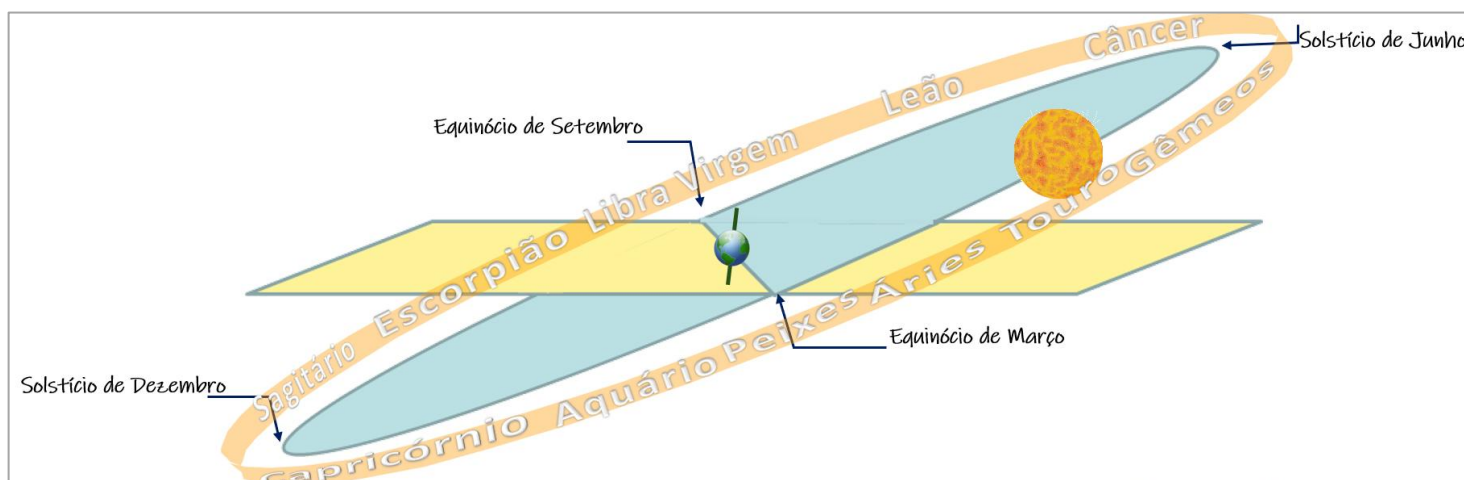 Câncer
Solstício de Junho
Leão
Gêmeos
Equinócio de Setembro
Virgem
Touro
Libra
Áries
Escorpião
Peixes
Equinócio de Março
Sagitário
Aquário
Solstício de Dezembro
Capricórnio